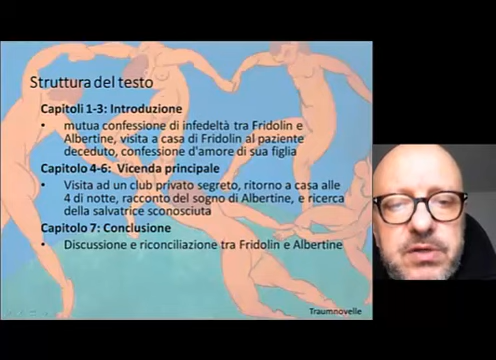 Struttura del testo
Capitoli 1-3: Introduzione
• mutua confessione di infedeltà tra Fridolin e
Albertine, visita a casa di Fridolin al paziente
deceduto, confessione d'amore di sua figlia
Capitolo 4-6: Vicenda principale
• Visita ad un club privato segreto, ritorno a casa alle
4 di notte, racconto del sogno di Albertine, e ricerca
della salvatrice sconosciuta
Capitolo 7: Conclusione
• Discussione e riconciliazione tra Fridolin e Albertine
Traumnovelle